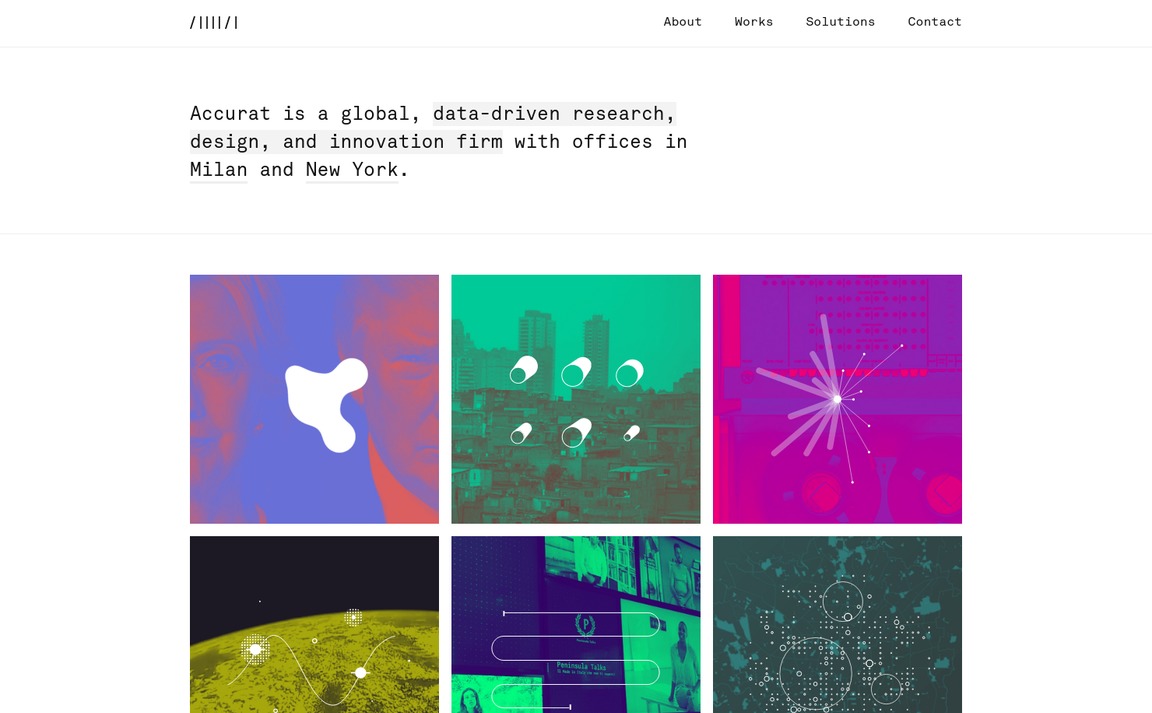 /||||/|
About Works Solutions Contact
Accurat is a global, data-driven research,
design, and innovation firm with offices in
Milan and New York.
P
Peninsula Talks